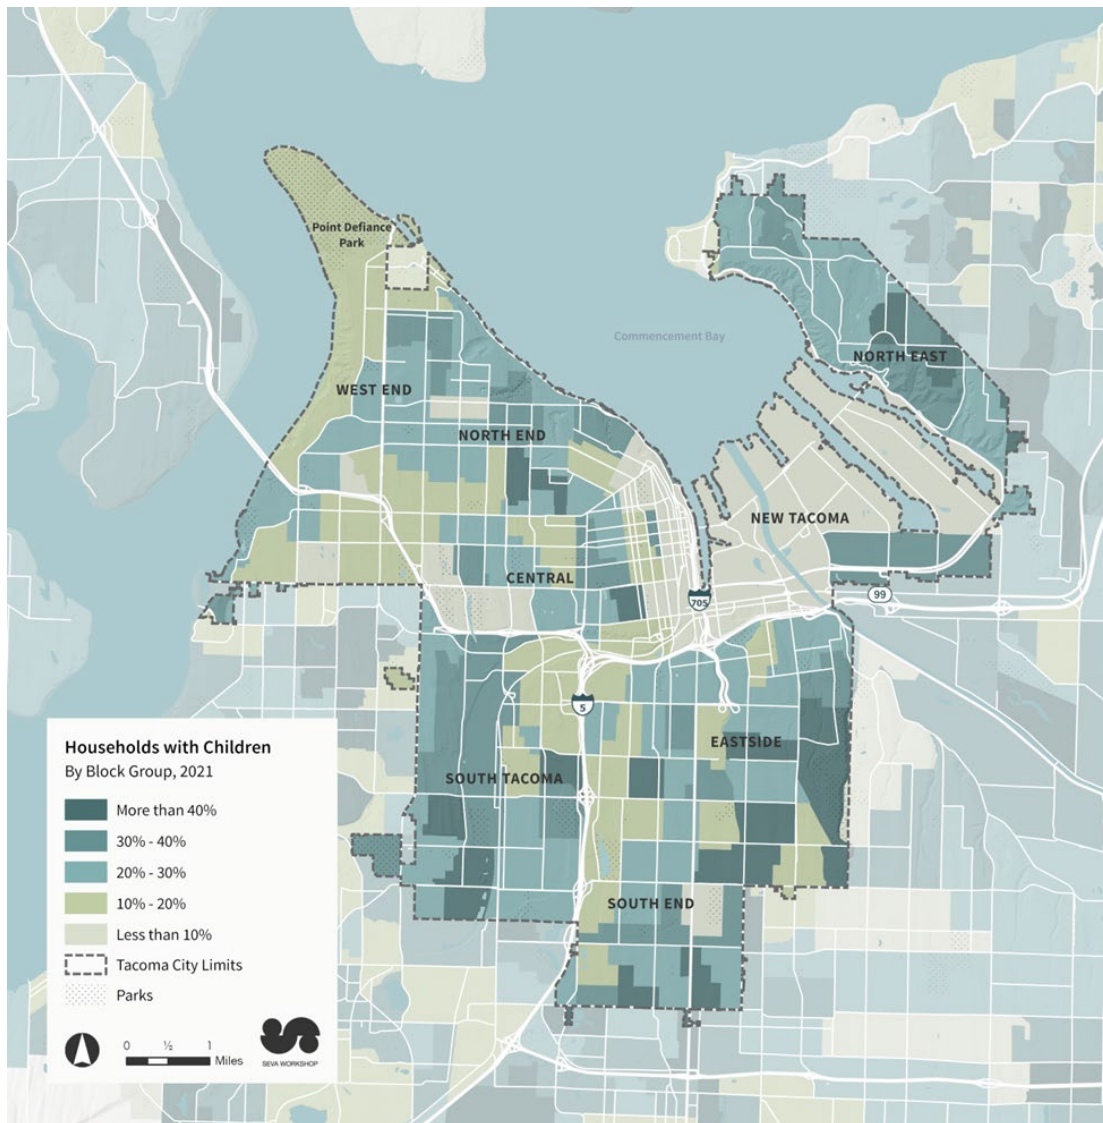 Point Defiance
Park
Commencement Bay
NORTH EAST
WEST END
NORTH END
NEW TACOMA
CENTRAL
99
705
5
EASTSIDE
SOUTH TACOMA
SOUTH END
Households with Children
By Block Group, 2021
More than 40%
30% - 40%
20% - 30%
10% - 20%
Less than 10%
Tacoma City Limits
Parks
0 ½ 1
Miles
SEVA WORKSHOP